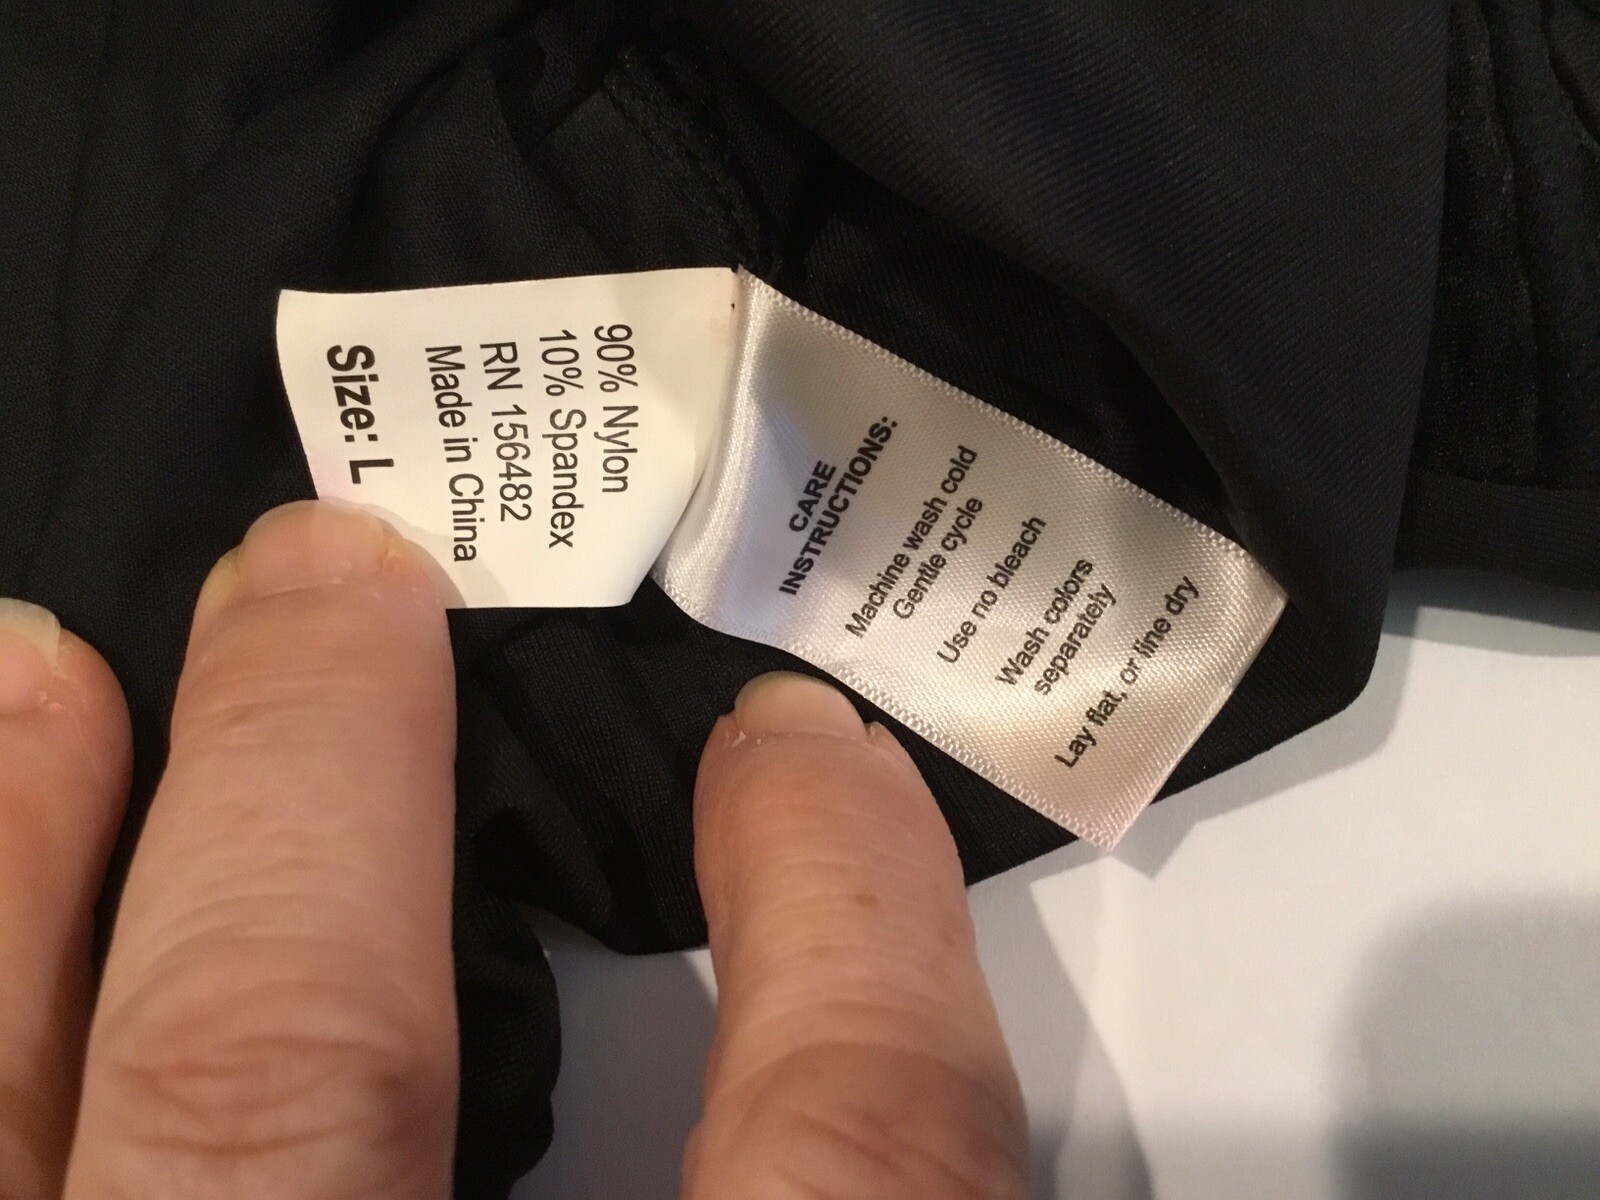 90% Nylon
10% Spandex
RN 156482
Made in China
Size: L
CARE
INSTRUCTIONS:
Machine wash cold
Gentle cycle
Use no bleach
Wash colors
separately
Lay flat, or line dry